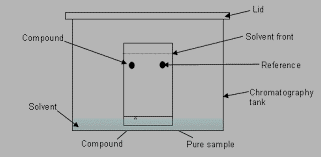 Lid
Compound
Solvent front
Reference
Chromatography
tank
Solvent
Compound
Pure sample